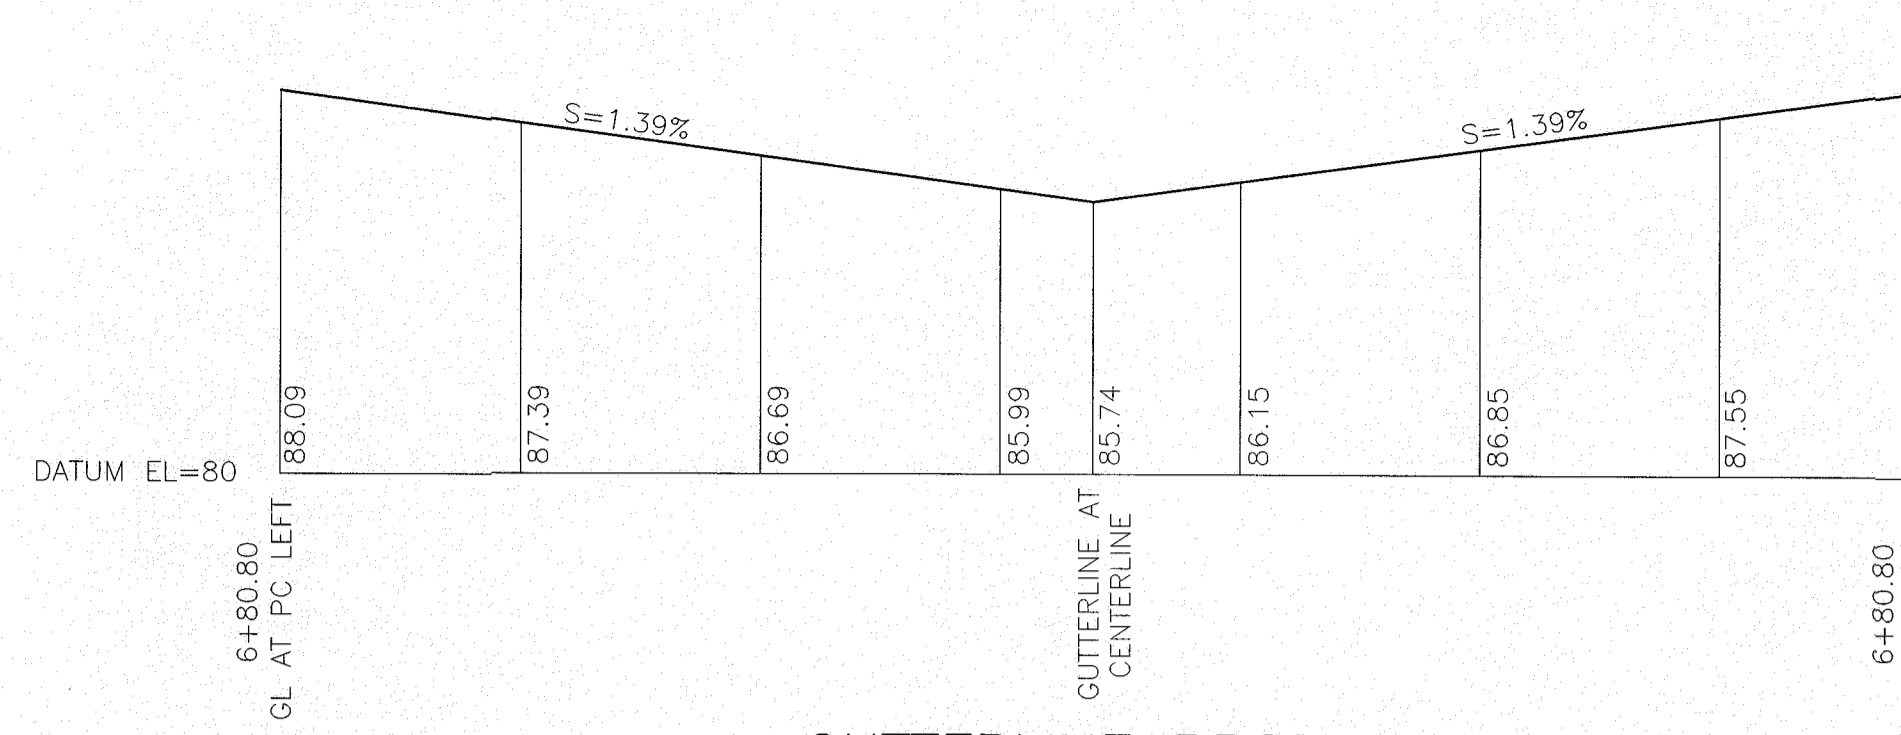 S=1.39%
S=1.39%
88.09
87.39
86.69
85.99
85.74
86.15
86.85
87.55
DATUM EL=80
6+80.80
GL AT PC LEFT
GUTTERLINE AT
CENTERLINE
6+80.80